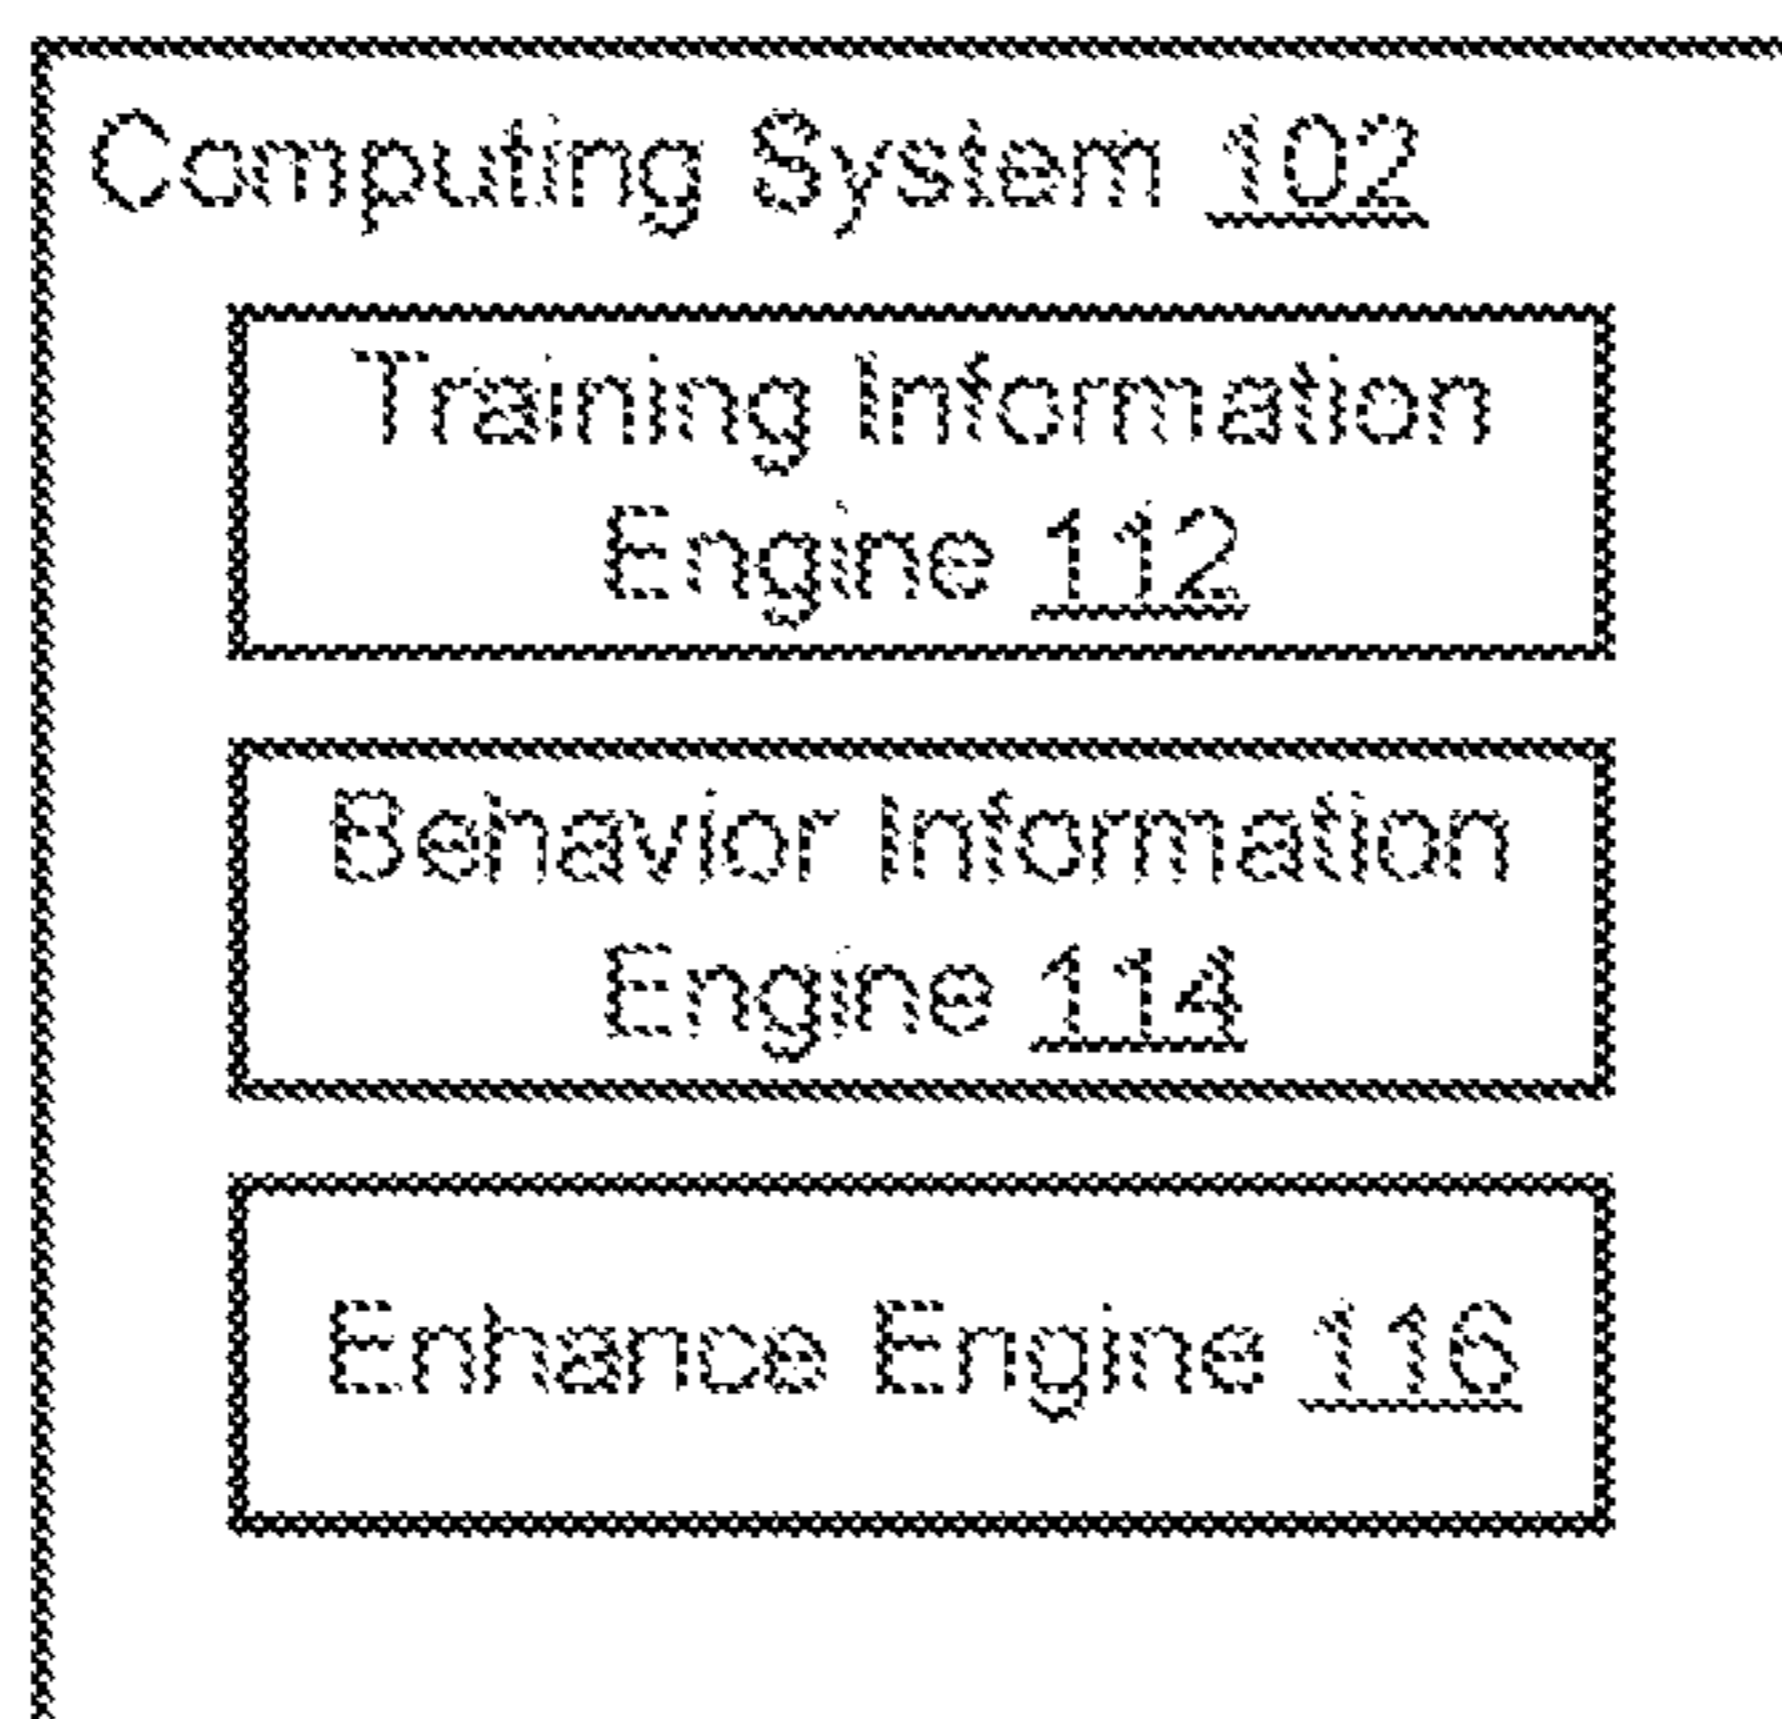 Computing System 102
Training Information
Engine 112
Behavior Information
Engine 114
Enhance Engine 116